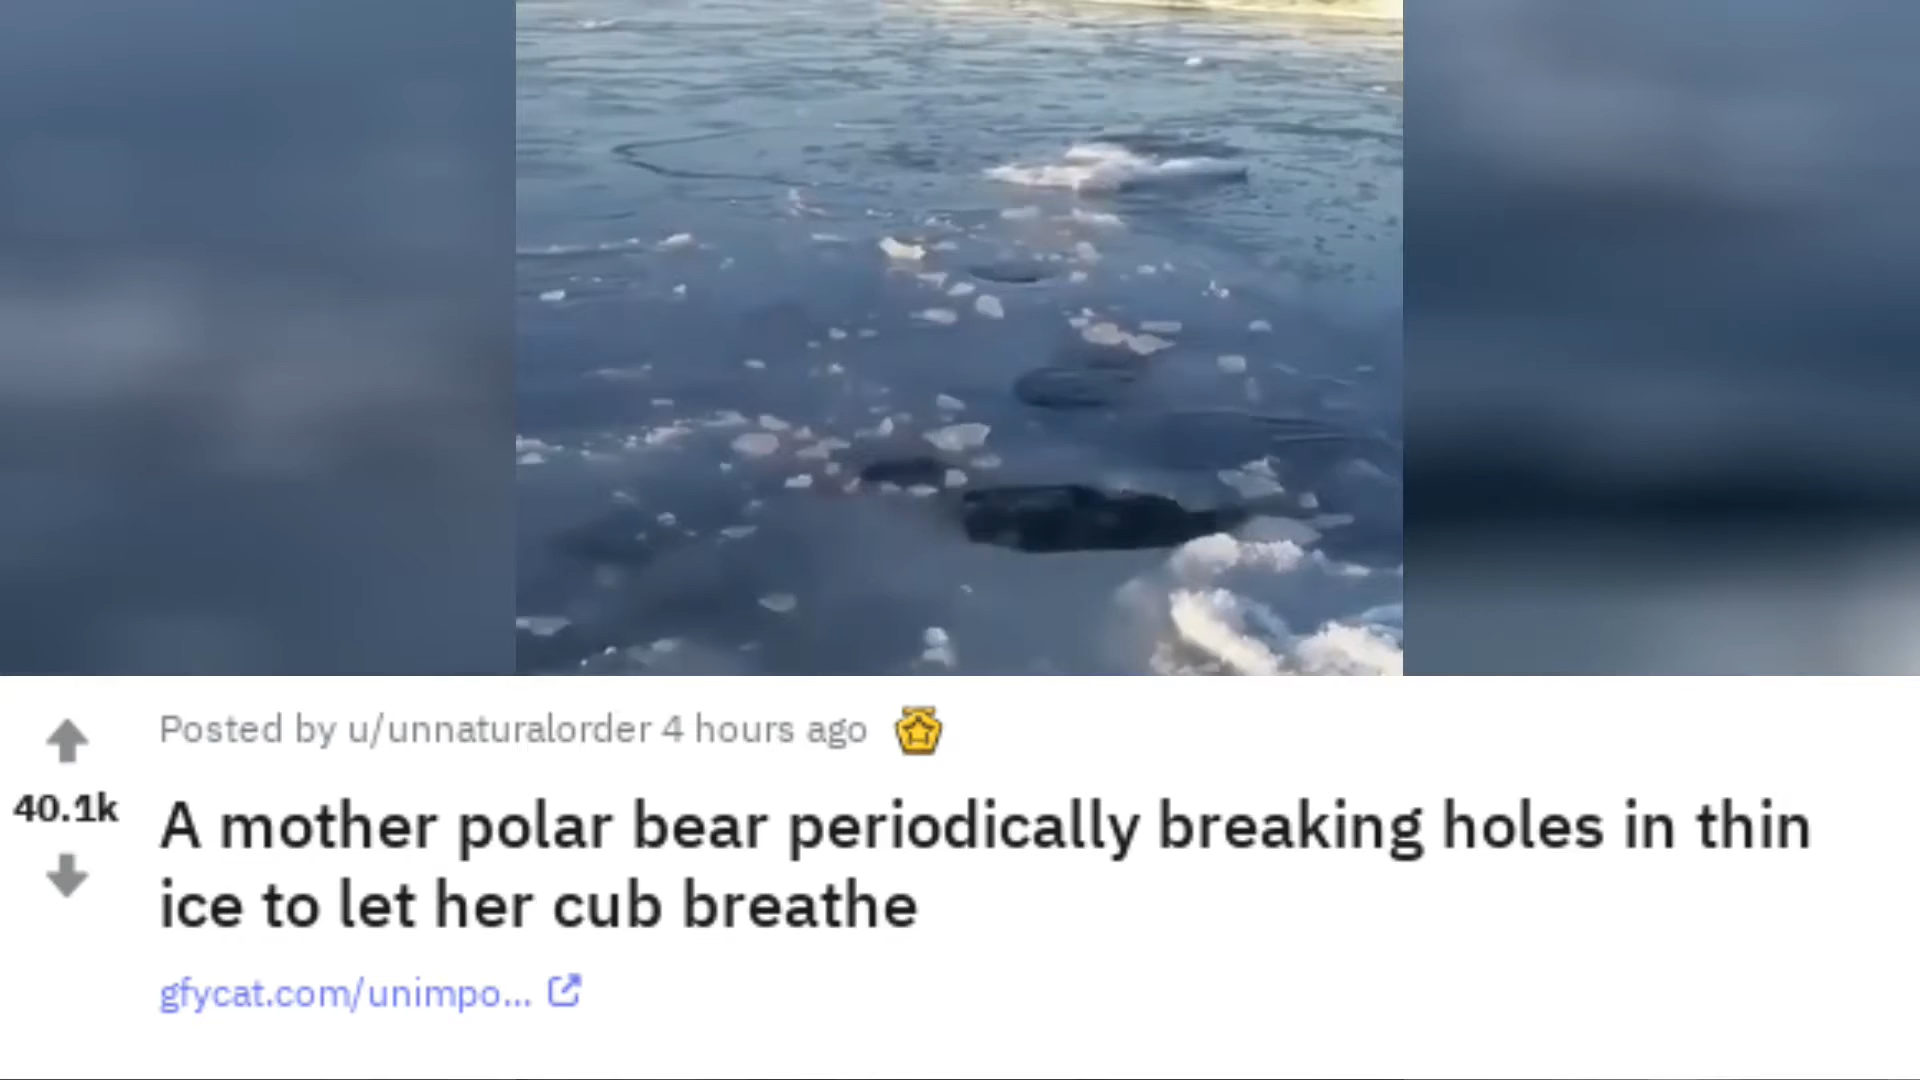 Posted by u/unnaturalorder 4 hours ago
40.1k
A mother polar bear periodically breaking holes in thin
ice to let her cub breathe
gfycat.com/unimpo...